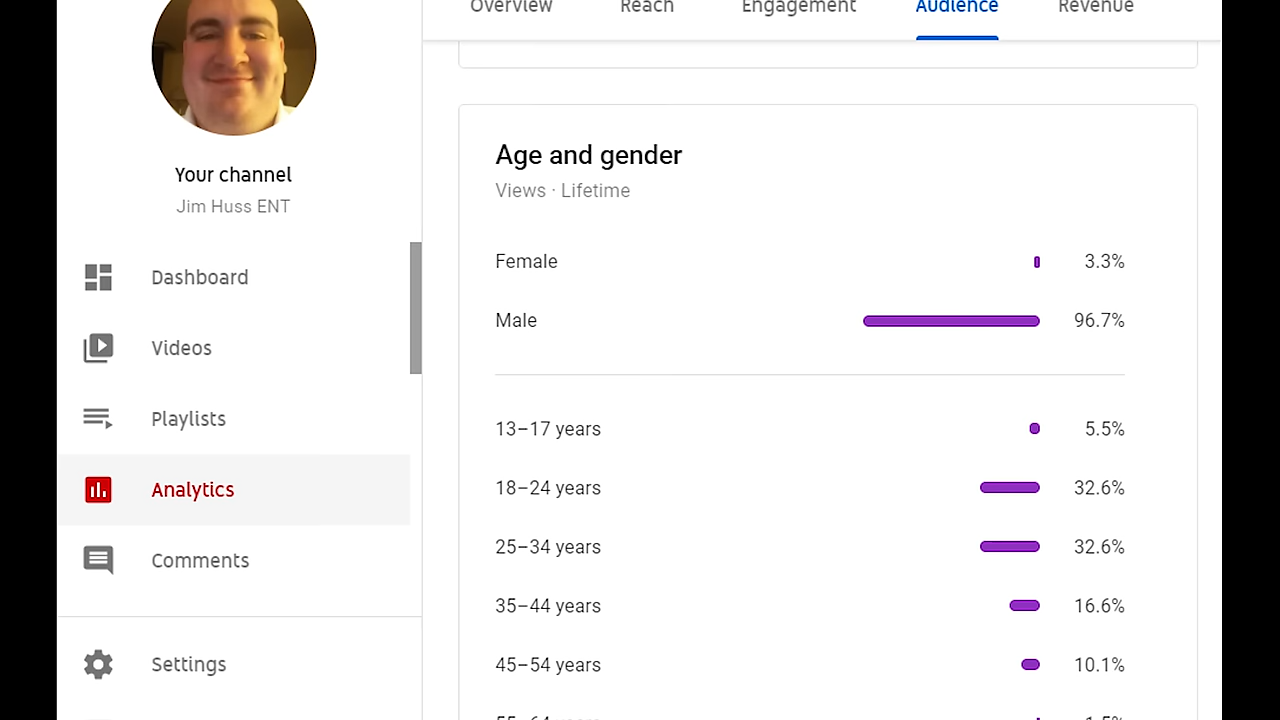 Overview Reach Engagement Audience Revenue
Your channel
Jim Huss ENT
Dashboard
Videos
Playlists
Analytics
Comments
Settings
Age and gender
Views · Lifetime
Female 3.3%
Male 96.7%
13–17 years 5.5%
18–24 years 32.6%
25–34 years 32.6%
35–44 years 16.6%
45–54 years 10.1%